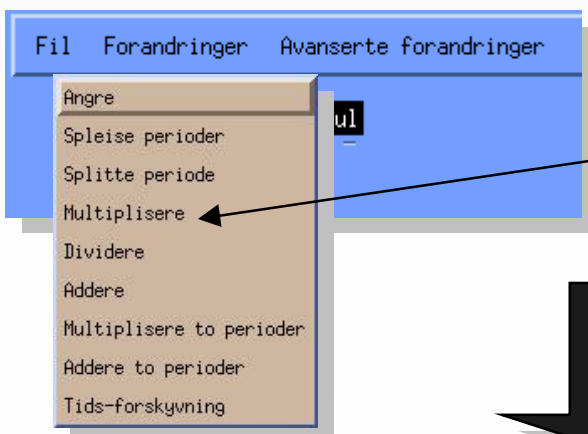 Fil Forandringer Avanserte forandringer
Angre
ul
Spleise perioder
Splitte periode
Multiplisere
Dividere
Addere
Multiplisere to perioder
Addere to perioder
Tids-forskyvning